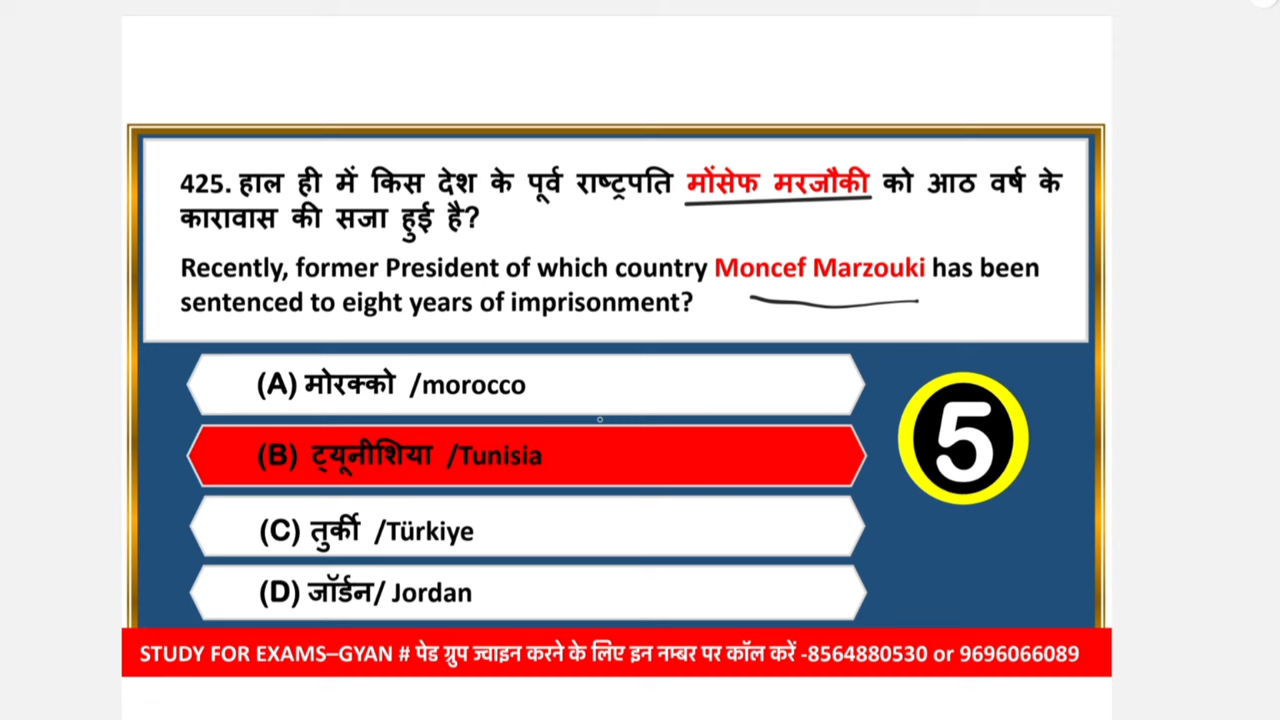 425. हाल ही में किस देश के पूर्व राष्ट्रपति मोंसेफ मरजौकी को आठ वर्ष के
कारावास की सजा हुई है?
Recently, former President of which country Moncef Marzouki has been
sentenced to eight years of imprisonment?
(A) मोरक्को /morocco
(B) ट्यूनीशिया /Tunisia
5
(C) तुर्की /Türkiye
(D) जॉर्डन/ Jordan
STUDY FOR EXAMS–GYAN # पेड ग्रुप ज्वाइन करने के लिए इन नम्बर पर कॉल करें -8564880530 or 9696066089